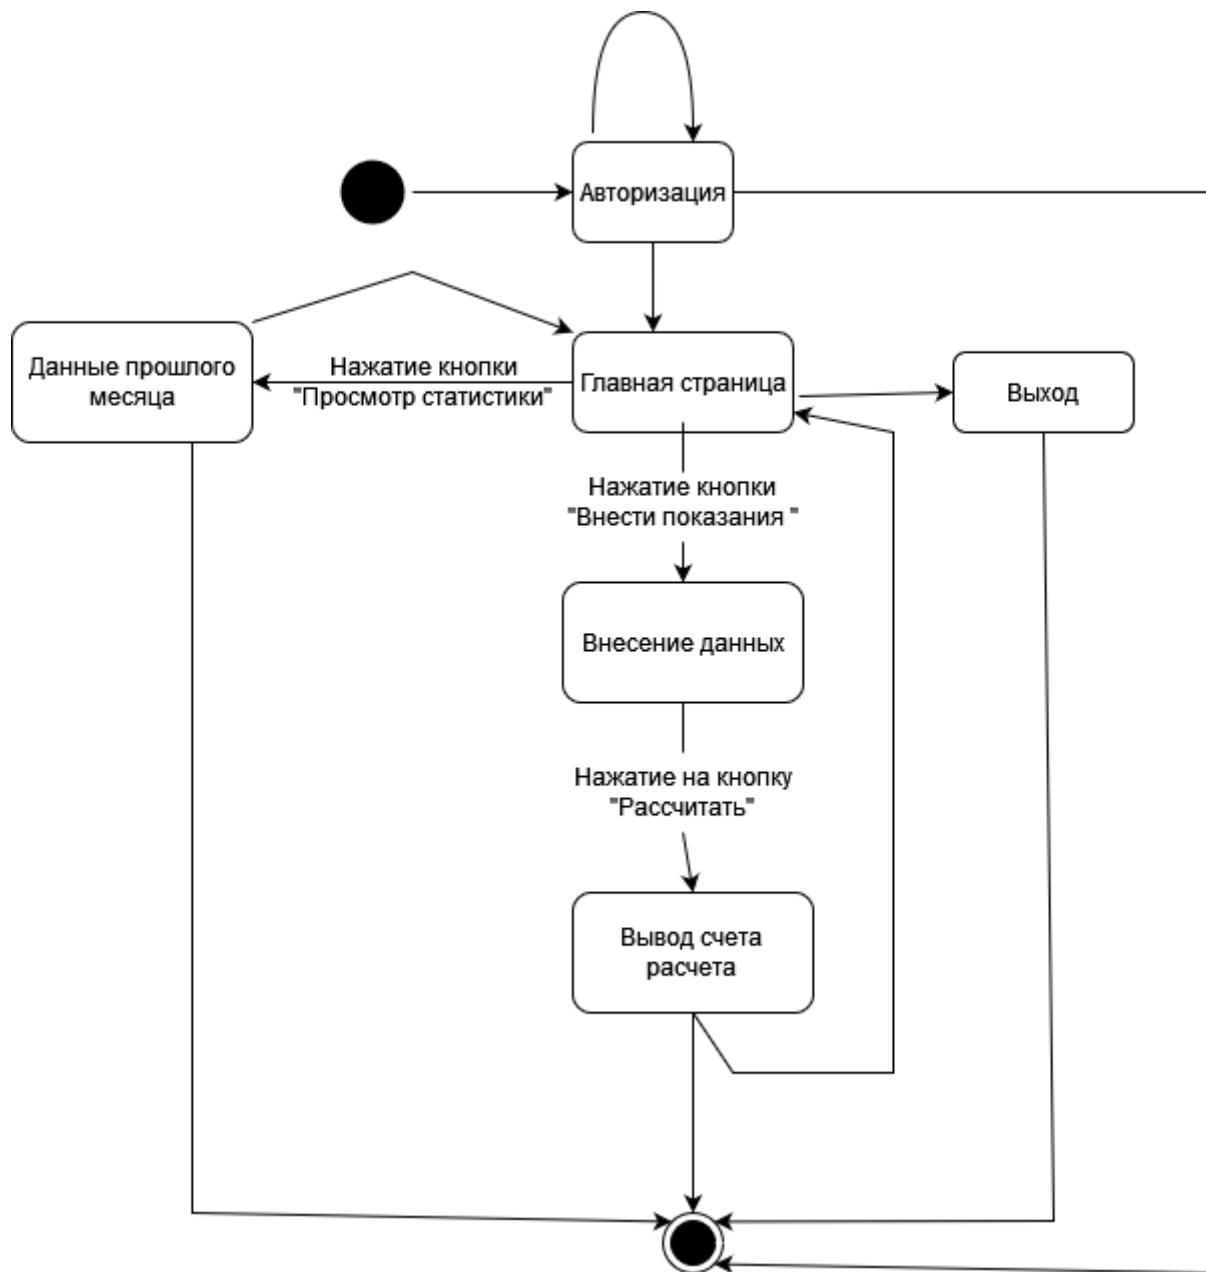 Авторизация
Данные прошлого
месяца
Нажатие кнопки
"Просмотр статистики"
Главная страница
Выход
Нажатие кнопки
"Внести показания "
Внесение данных
Нажатие на кнопку
"Рассчитать"
Вывод счета
расчета